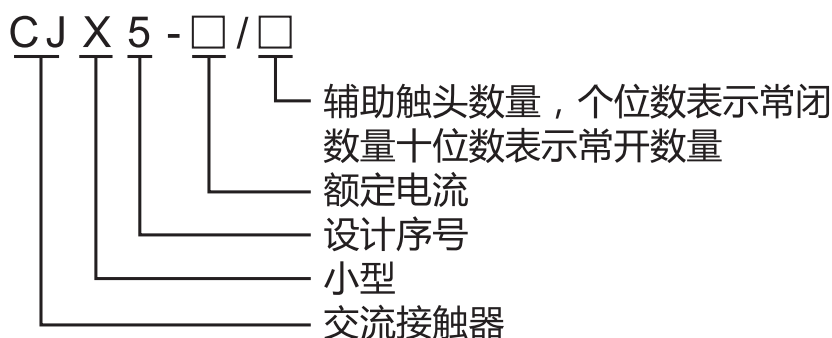 CJX5-□/□
辅助触头数量，个位数表示常闭
数量十位数表示常开数量
额定电流
设计序号
小型
交流接触器